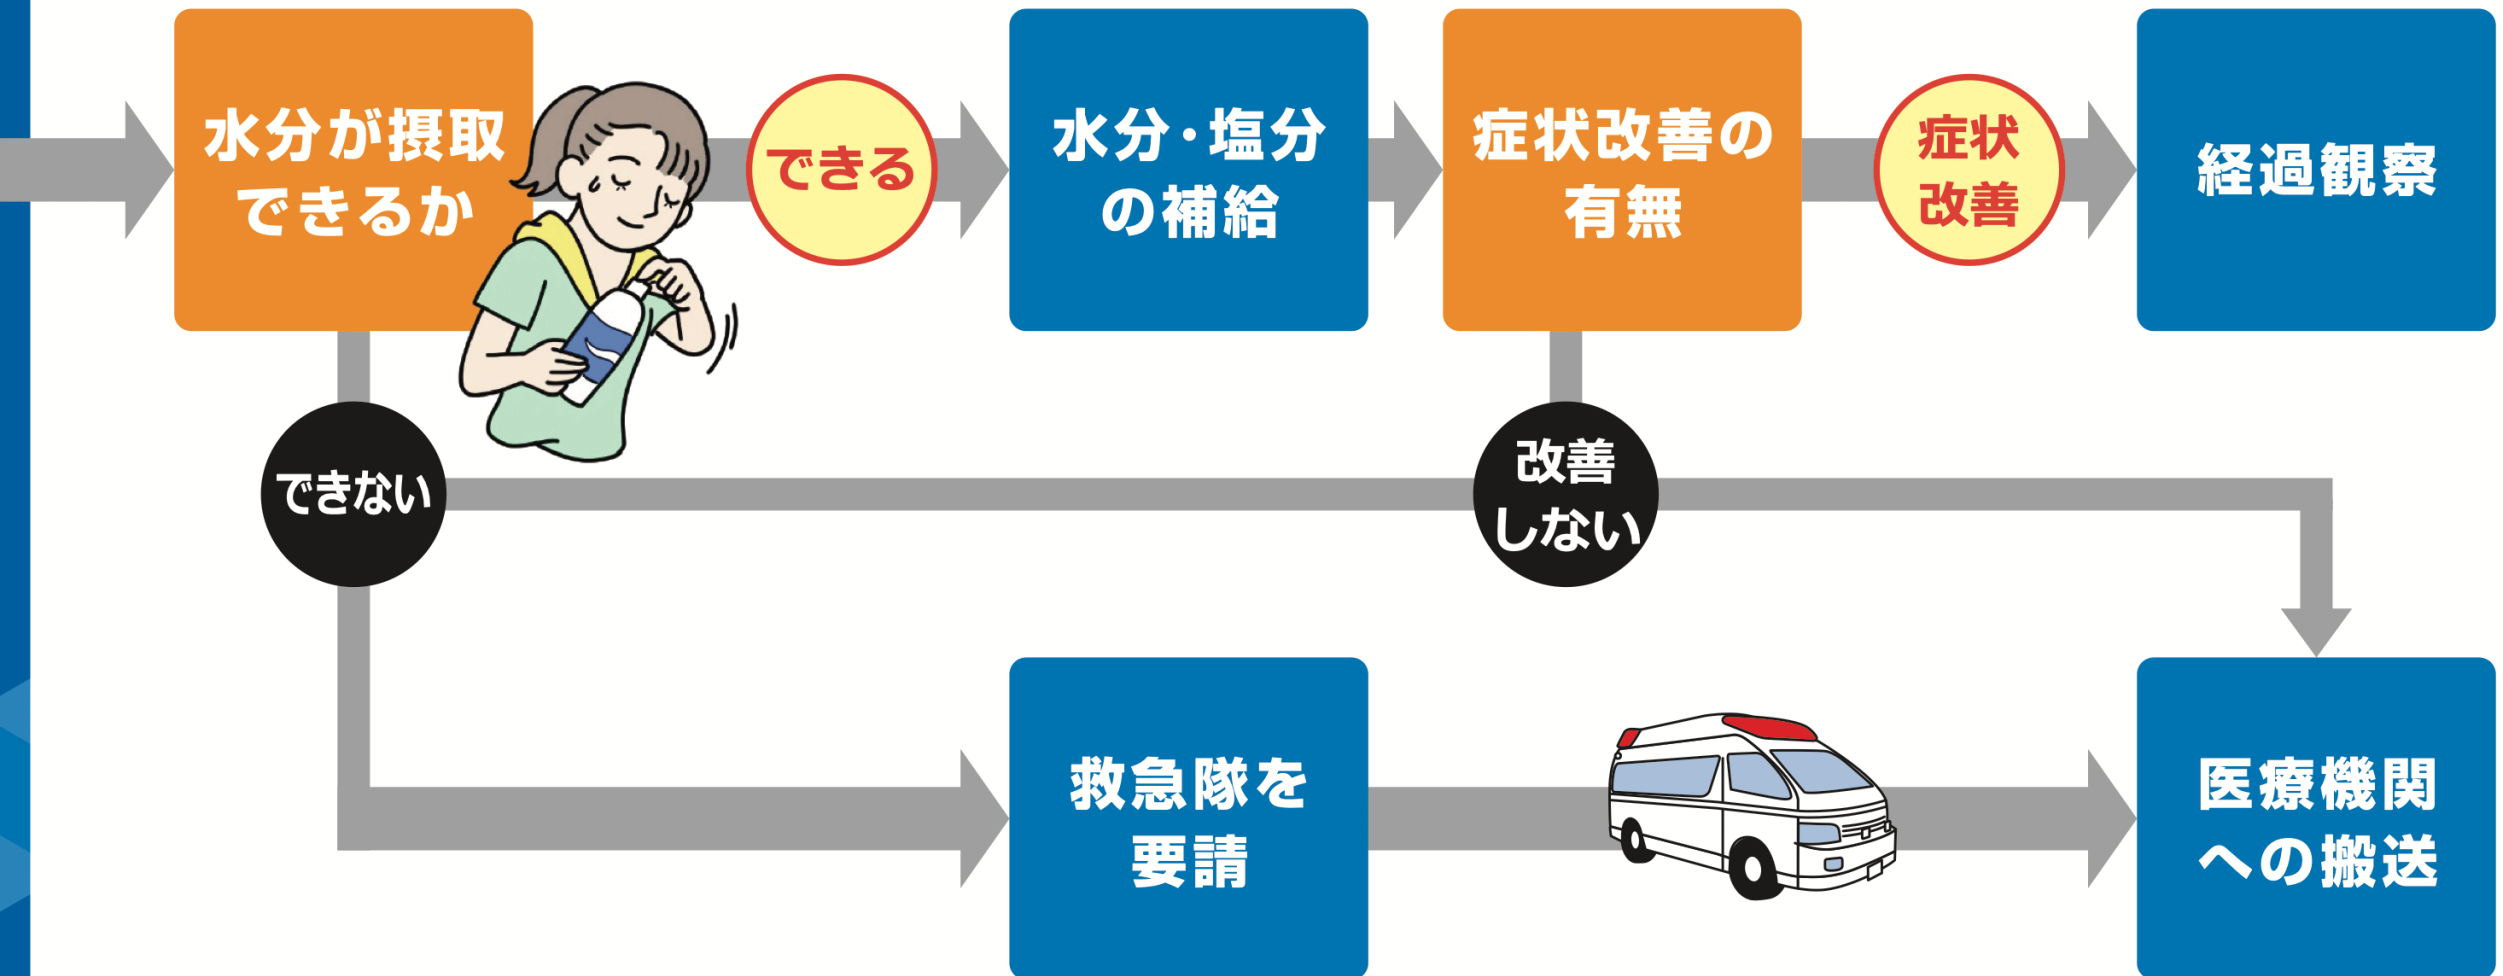 水分が摂取
できるか
できる
水分・塩分
の補給
症状改善の
有無
症状
改善
経過観察
できない
改善
しない
救急隊を
要請
医療機関
への搬送